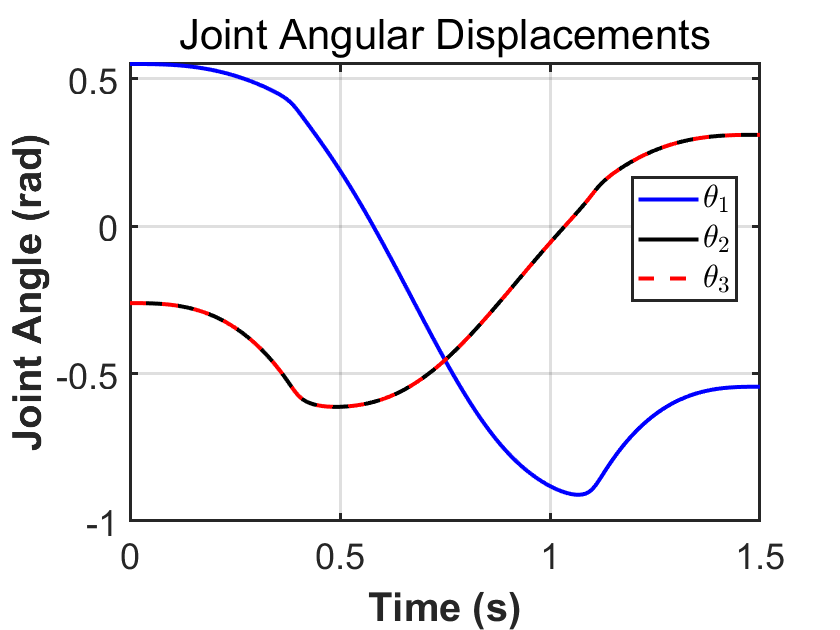 Joint Angular Displacements
Joint Angle (rad)
0.5
0
-0.5
-1
θ1
θ2
θ3
0
0.5
1
1.5
Time (s)